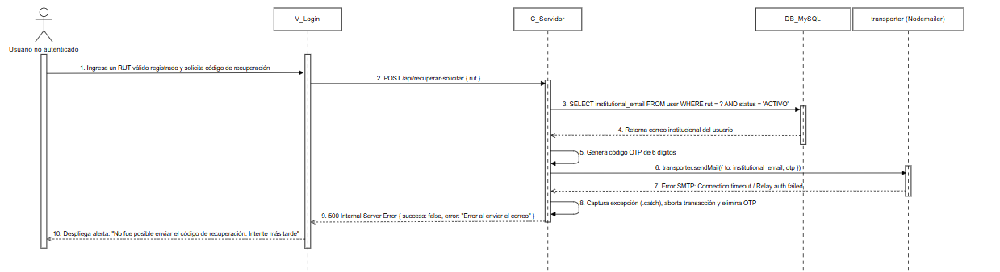 V_Login
C_Servidor
DB_MySQL
transporter (Nodemailer)
Usuario no autenticado
1. Ingresa un RUT válido registrado y solicita código de recuperación
2. POST /api/recuperar-solicitar { rut }
3. SELECT institutional_email FROM user WHERE rut = ? AND status = 'ACTIVO'
4. Retorna correo institucional del usuario
5. Genera código OTP de 6 dígitos
6. transporter.sendMail({ to: institutional_email, otp })
7. Error SMTP: Connection timeout / Relay auth failed
8. Captura excepción (.catch), aborta transacción y elimina OTP
9. 500 Internal Server Error { success: false, error: "Error al enviar el correo" }
10. Despliega alerta: "No fue posible enviar el código de recuperación. Intente más tarde"